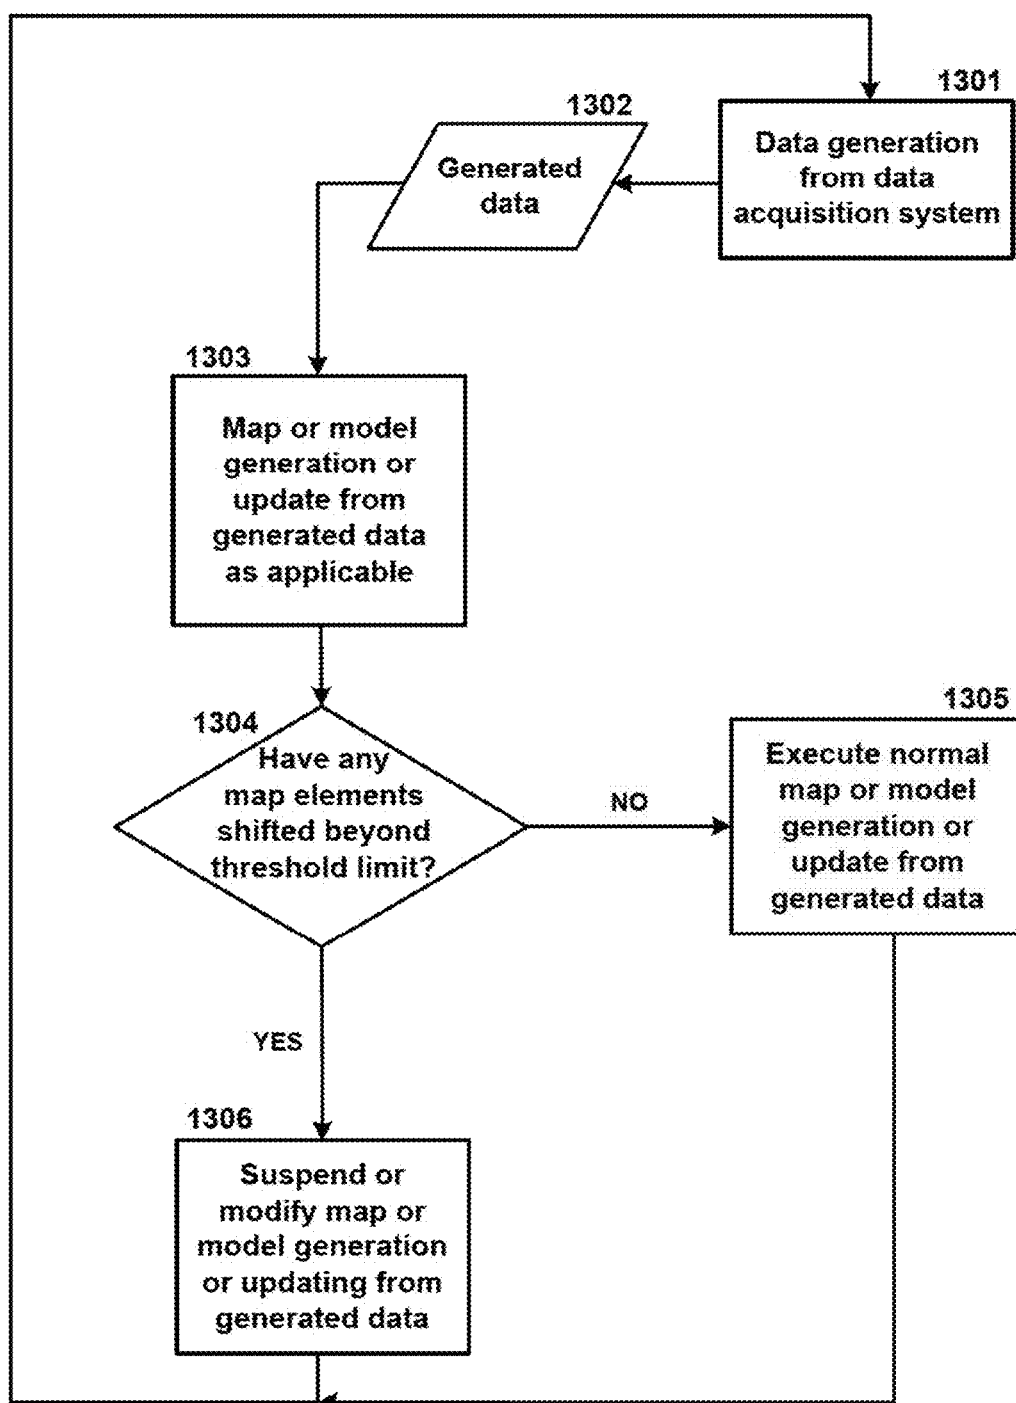 1301
Data generation
from data
acquisition system
1302
Generated
data
1303
Map or model
generation or
update from
generated data
as applicable
1304
Have any
map elements
shifted beyond
threshold limit?
NO
1305
Execute normal
map or model
generation or
update from
generated data
YES
1306
Suspend or
modify map or
model generation
or updating from
generated data